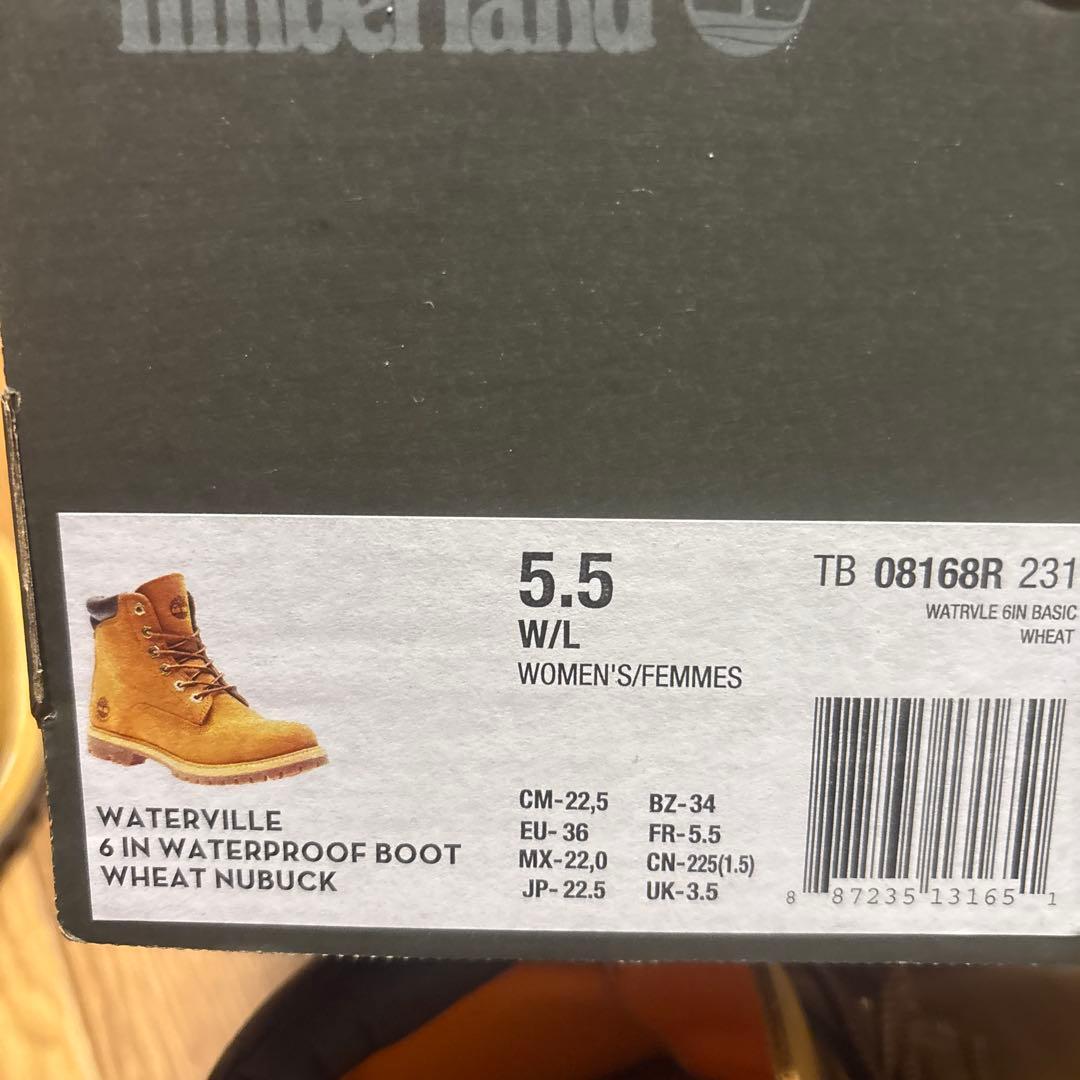 Timberland
5.5
W/L
WOMEN'S/FEMMES
TB 08168R 231
WATRVLE 6IN BASIC
WHEAT
WATERVILLE
6 IN WATERPROOF BOOT
WHEAT NUBUCK
CM-22,5 BZ-34
EU-36 FR-5.5
MX-22,0 CN-225(1.5)
JP-22.5 UK-3.5
8 87235 13165 1